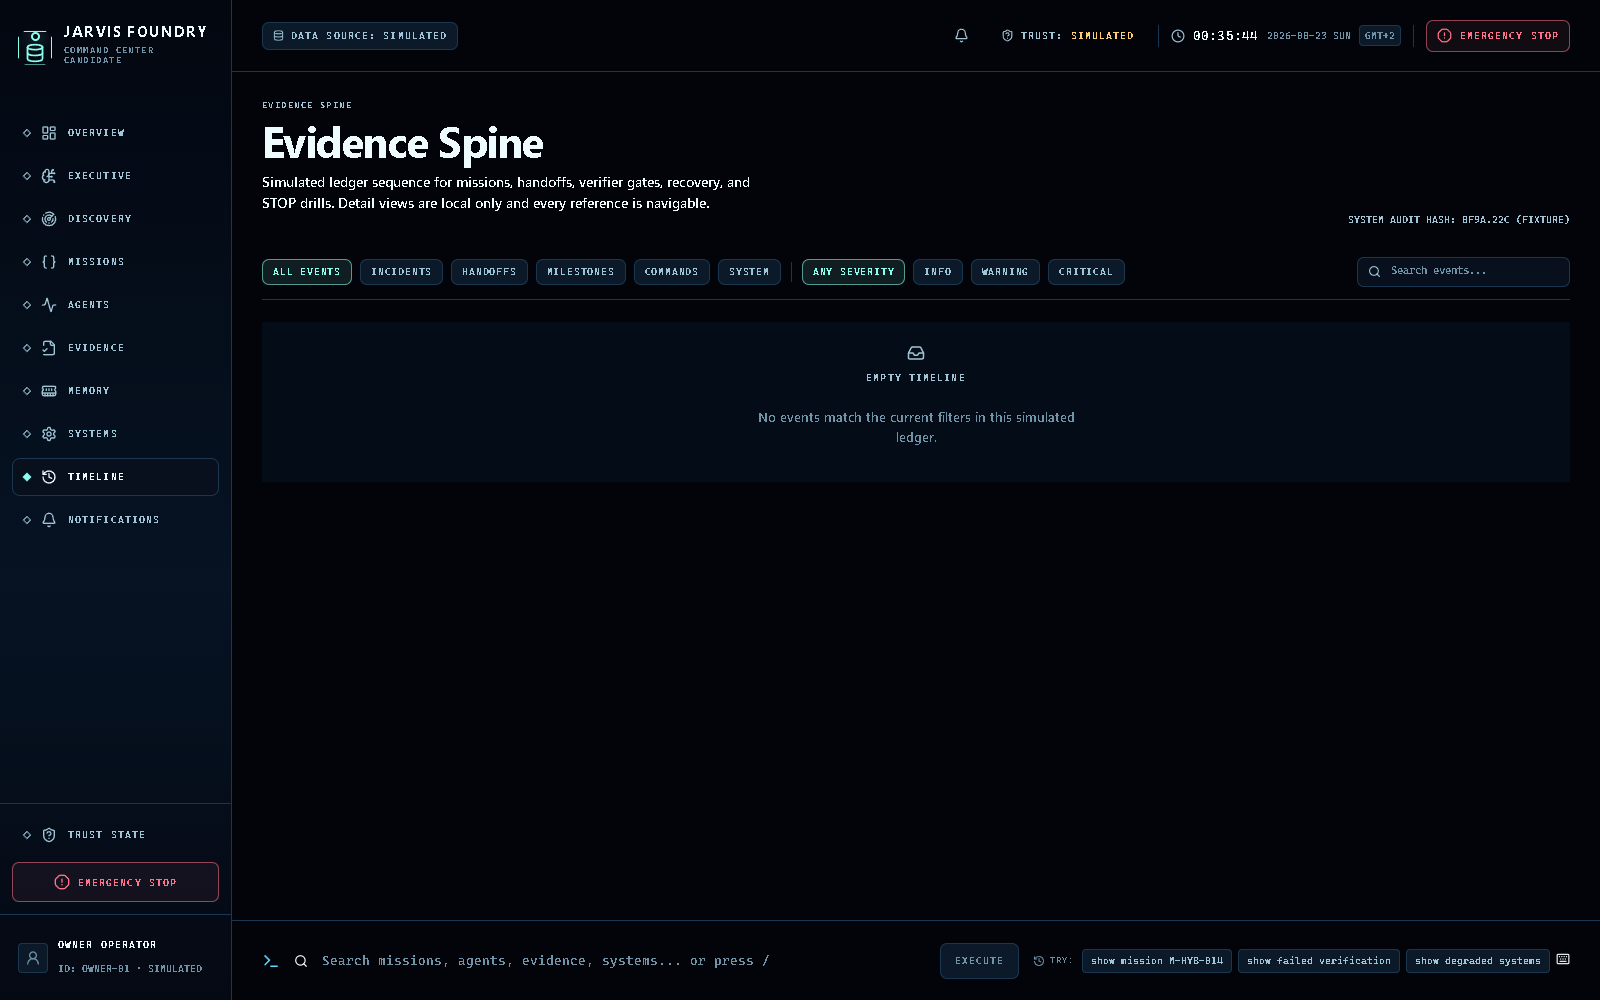 JARVIS FOUNDRY
COMMAND CENTER
CANDIDATE
OVERVIEW
EXECUTIVE
DISCOVERY
MISSIONS
AGENTS
EVIDENCE
MEMORY
SYSTEMS
TIMELINE
NOTIFICATIONS
TRUST STATE
EMERGENCY STOP
OWNER OPERATOR
ID: OWNER-01 • SIMULATED
DATA SOURCE: SIMULATED
TRUST: SIMULATED
00:35:44 2026-08-23 SUN GMT+2
EMERGENCY STOP
EVIDENCE SPINE
Evidence Spine
Simulated ledger sequence for missions, handoffs, verifier gates, recovery, and
STOP drills. Detail views are local only and every reference is navigable.
SYSTEM AUDIT HASH: 8F9A.22C (FIXTURE)
ALL EVENTS INCIDENTS HANDOFFS MILESTONES COMMANDS SYSTEM ANY SEVERITY INFO WARNING CRITICAL
Search events...
EMPTY TIMELINE
No events match the current filters in this simulated
ledger.
Search missions, agents, evidence, systems... or press /
EXECUTE
TRY: show mission M-HYB-014 show failed verification show degraded systems